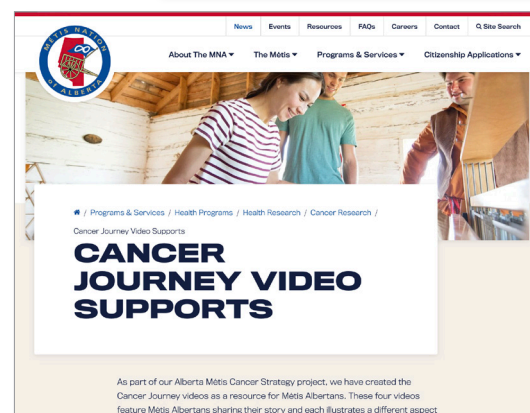 MÉTIS NATION
of ALBERTA
News Events Resources FAQs Careers Contact Site Search
About The MNA The Métis Programs & Services Citizenship Applications
/ Programs & Services / Health Programs / Health Research / Cancer Research /
Cancer Journey Video Supports
CANCER
JOURNEY VIDEO
SUPPORTS
As part of our Alberta Métis Cancer Strategy project, we have created the
Cancer Journey videos as a resource for Métis Albertans. These four videos
feature Métis Albertans sharing their story and each illustrates a different aspect